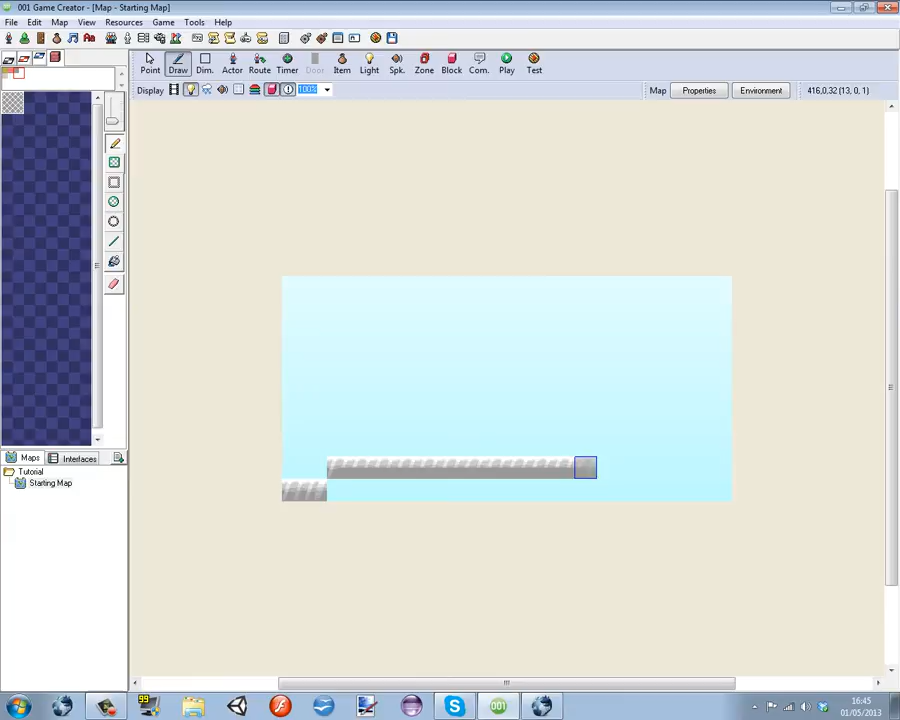 001 Game Creator - [Map - Starting Map]
File Edit Map View Resources Game Tools Help
Point Draw Dim. Actor Route Timer Door Item Light Spk. Zone Block Com. Play Test
Display 100% Map Properties Environment 416,0.32 (13, 0, 1)
Maps Interfaces
Tutorial
Starting Map
16:45
01/05/2013